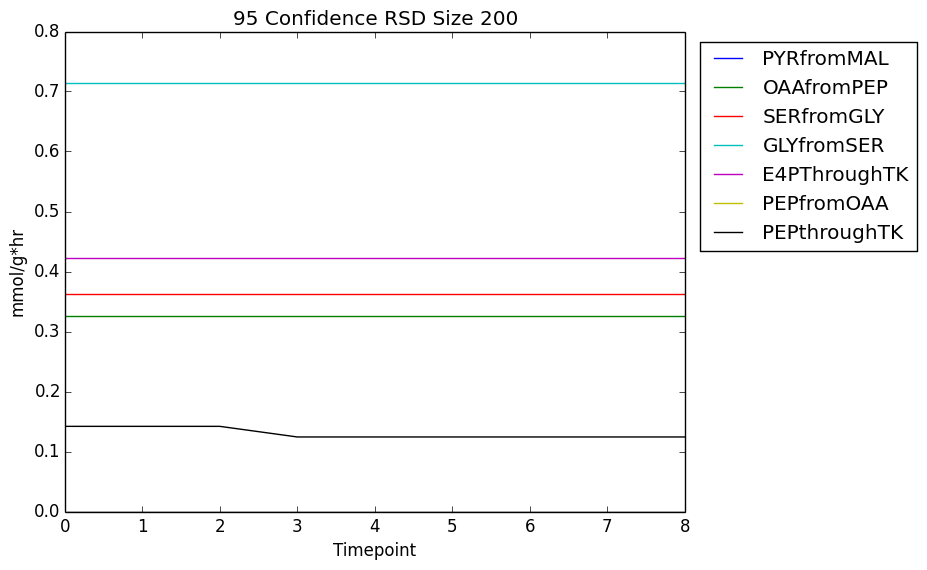 95 Confidence RSD Size 200
0.8
0.7
0.6
0.5
0.4
0.3
0.2
0.1
0.0
mmol/g*hr
0 1 2 3 4 5 6 7 8
Timepoint
PYRfromMAL
OAAfromPEP
SERfromGLY
GLYfromSER
E4PThroughTK
PEPfromOAA
PEPthroughTK